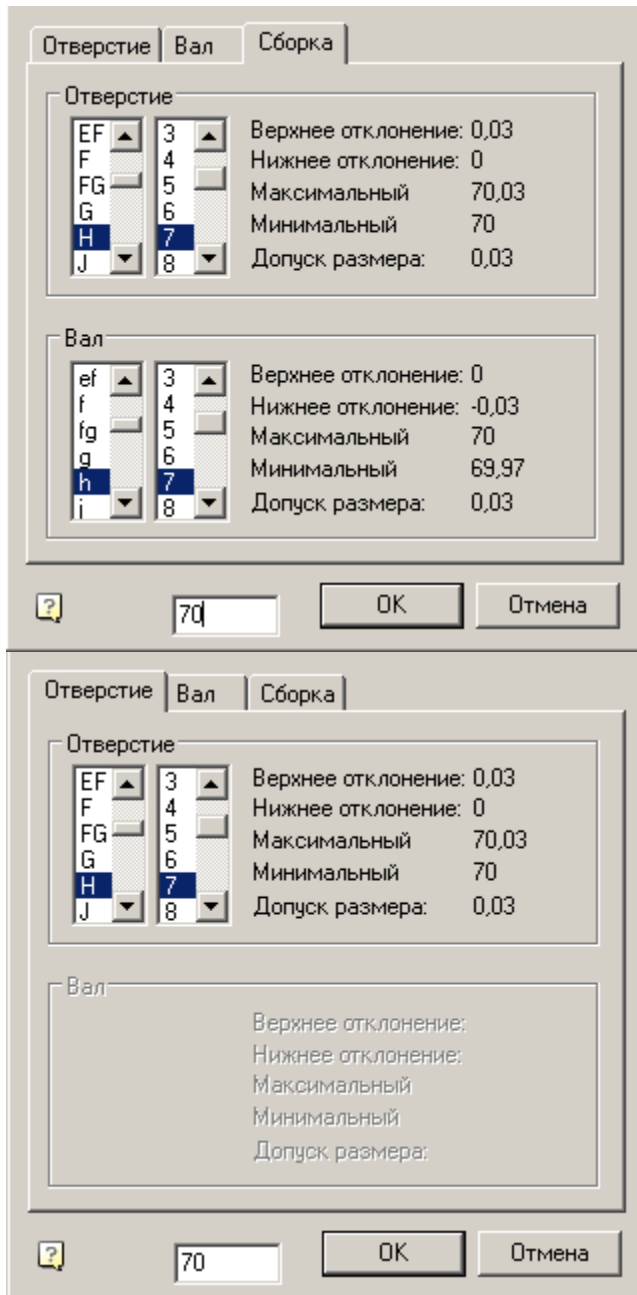 Отверстие Вал Сборка
Отверстие
EF 3 Верхнее отклонение: 0,03
F 4 Нижнее отклонение: 0
FG 5 Максимальный 70,03
G 6 Минимальный 70
H 7 Допуск размера: 0,03
J 8
Вал
ef 3 Верхнее отклонение: 0
f 4 Нижнее отклонение: -0,03
fg 5 Максимальный 70
g 6 Минимальный 69,97
h 7 Допуск размера: 0,03
j 8
? 70 OK Отмена
Отверстие Вал Сборка
Отверстие
EF 3 Верхнее отклонение: 0,03
F 4 Нижнее отклонение: 0
FG 5 Максимальный 70,03
G 6 Минимальный 70
H 7 Допуск размера: 0,03
J 8
Вал
Верхнее отклонение:
Нижнее отклонение:
Максимальный
Минимальный
Допуск размера:
? 70 OK Отмена